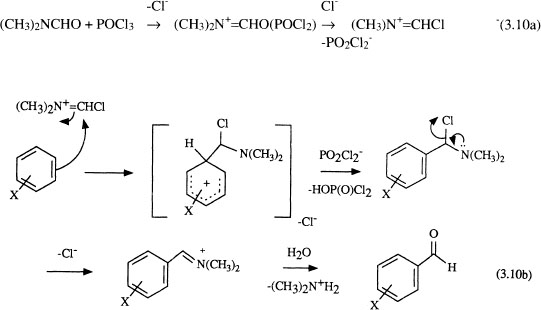 -Cl⁻ Cl⁻
(CH₃)₂NCHO + POCl₃ → (CH₃)₂N⁺=CHO(POCl₂) → (CH₃)N⁺=CHCl ⁻(3.10a)
-PO₂Cl₂⁻
(CH₃)₂N⁺=CHCl
Cl Cl
H N(CH₃)₂ PO₂Cl₂⁻ N(CH₃)₂
+ → -HOP(O)Cl₂
X X X
-Cl⁻
-Cl⁻ + H₂O O
→ N(CH₃)₂ → H (3.10b)
-(CH₃)₂N⁺H₂
X X